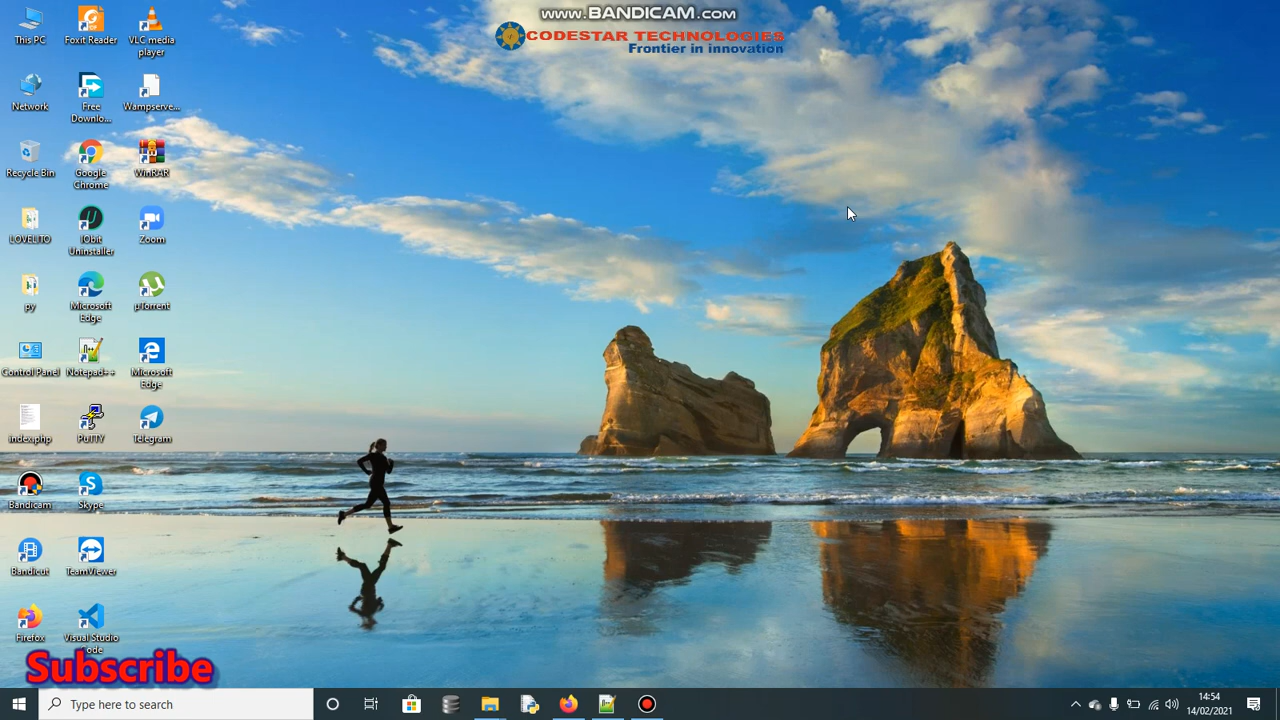 www.BANDICAM.com
CODESTAR TECHNOLOGIES
Frontier in innovation
This PC
Foxit Reader
VLC media
player
Network
Free
Downlo...
Wampserve...
Recycle Bin
Google
Chrome
WinRAR
LOVELITO
IObit
Uninstaller
Zoom
py
Microsoft
Edge
µTorrent
Control Panel
Notepad++
Microsoft
Edge
index.php
PuTTY
Telegram
Bandicam
Skype
Bandicut
TeamViewer
Firefox
Visual Studio
Code
Subscribe
Type here to search
14:54
14/02/2021